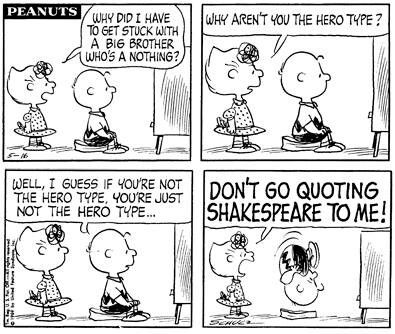 PEANUTS
WHY DID I HAVE
TO GET STUCK WITH
A BIG BROTHER
WHO'S A NOTHING?
5-16
WHY AREN'T YOU THE HERO TYPE?
WELL, I GUESS IF YOU'RE NOT
THE HERO TYPE, YOU'RE JUST
NOT THE HERO TYPE...
DON'T GO QUOTING
SHAKESPEARE TO ME!
SCHULZ